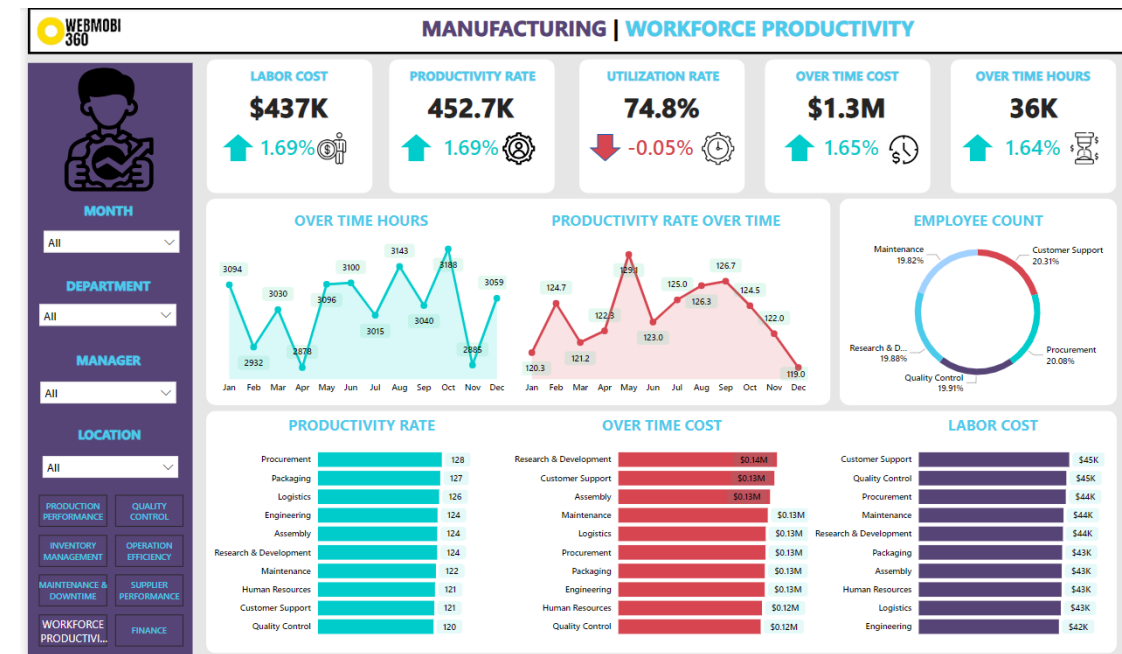 WEBMOBI
360
MANUFACTURING | WORKFORCE PRODUCTIVITY
MONTH
All
DEPARTMENT
All
MANAGER
All
LOCATION
All
PRODUCTION PERFORMANCE
QUALITY CONTROL
INVENTORY MANAGEMENT
OPERATION EFFICIENCY
MAINTENANCE & DOWNTIME
SUPPLIER PERFORMANCE
WORKFORCE PRODUCTIVI...
FINANCE
LABOR COST
$437K
1.69%
PRODUCTIVITY RATE
452.7K
1.69%
UTILIZATION RATE
74.8%
-0.05%
OVER TIME COST
$1.3M
1.65%
OVER TIME HOURS
36K
1.64%
OVER TIME HOURS
3094
2932
3030
2878
3096
3100
3015
3143
3040
3188
2885
3059
Jan Feb Mar Apr May Jun Jul Aug Sep Oct Nov Dec
PRODUCTIVITY RATE OVER TIME
120.3
124.7
121.2
122.3
129.1
123.0
125.0
126.3
126.7
124.5
122.0
119.0
Jan Feb Mar Apr May Jun Jul Aug Sep Oct Nov Dec
EMPLOYEE COUNT
Maintenance
19.82%
Customer Support
20.31%
Research & D...
19.88%
Procurement
20.08%
Quality Control
19.91%
PRODUCTIVITY RATE
Procurement 128
Packaging 127
Logistics 126
Engineering 124
Assembly 124
Research & Development 124
Maintenance 122
Human Resources 121
Customer Support 121
Quality Control 120
OVER TIME COST
Research & Development $0.14M
Customer Support $0.13M
Assembly $0.13M
Maintenance $0.13M
Logistics $0.13M
Procurement $0.13M
Packaging $0.13M
Engineering $0.13M
Human Resources $0.12M
Quality Control $0.12M
LABOR COST
Customer Support $45K
Quality Control $45K
Procurement $44K
Maintenance $44K
Research & Development $44K
Packaging $43K
Assembly $43K
Human Resources $43K
Logistics $43K
Engineering $42K